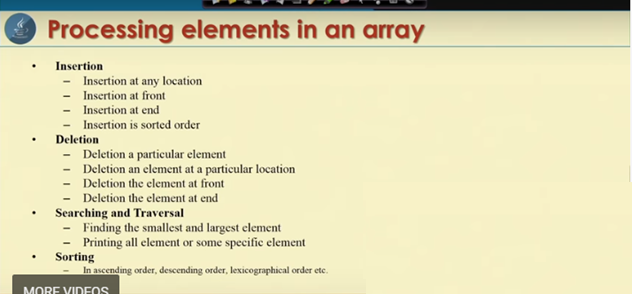 Processing elements in an array
• Insertion
– Insertion at any location
– Insertion at front
– Insertion at end
– Insertion is sorted order
• Deletion
– Deletion a particular element
– Deletion an element at a particular location
– Deletion the element at front
– Deletion the element at end
• Searching and Traversal
– Finding the smallest and largest element
– Printing all element or some specific element
• Sorting
– In ascending order, descending order, lexicographical order etc.
MORE VIDEOS